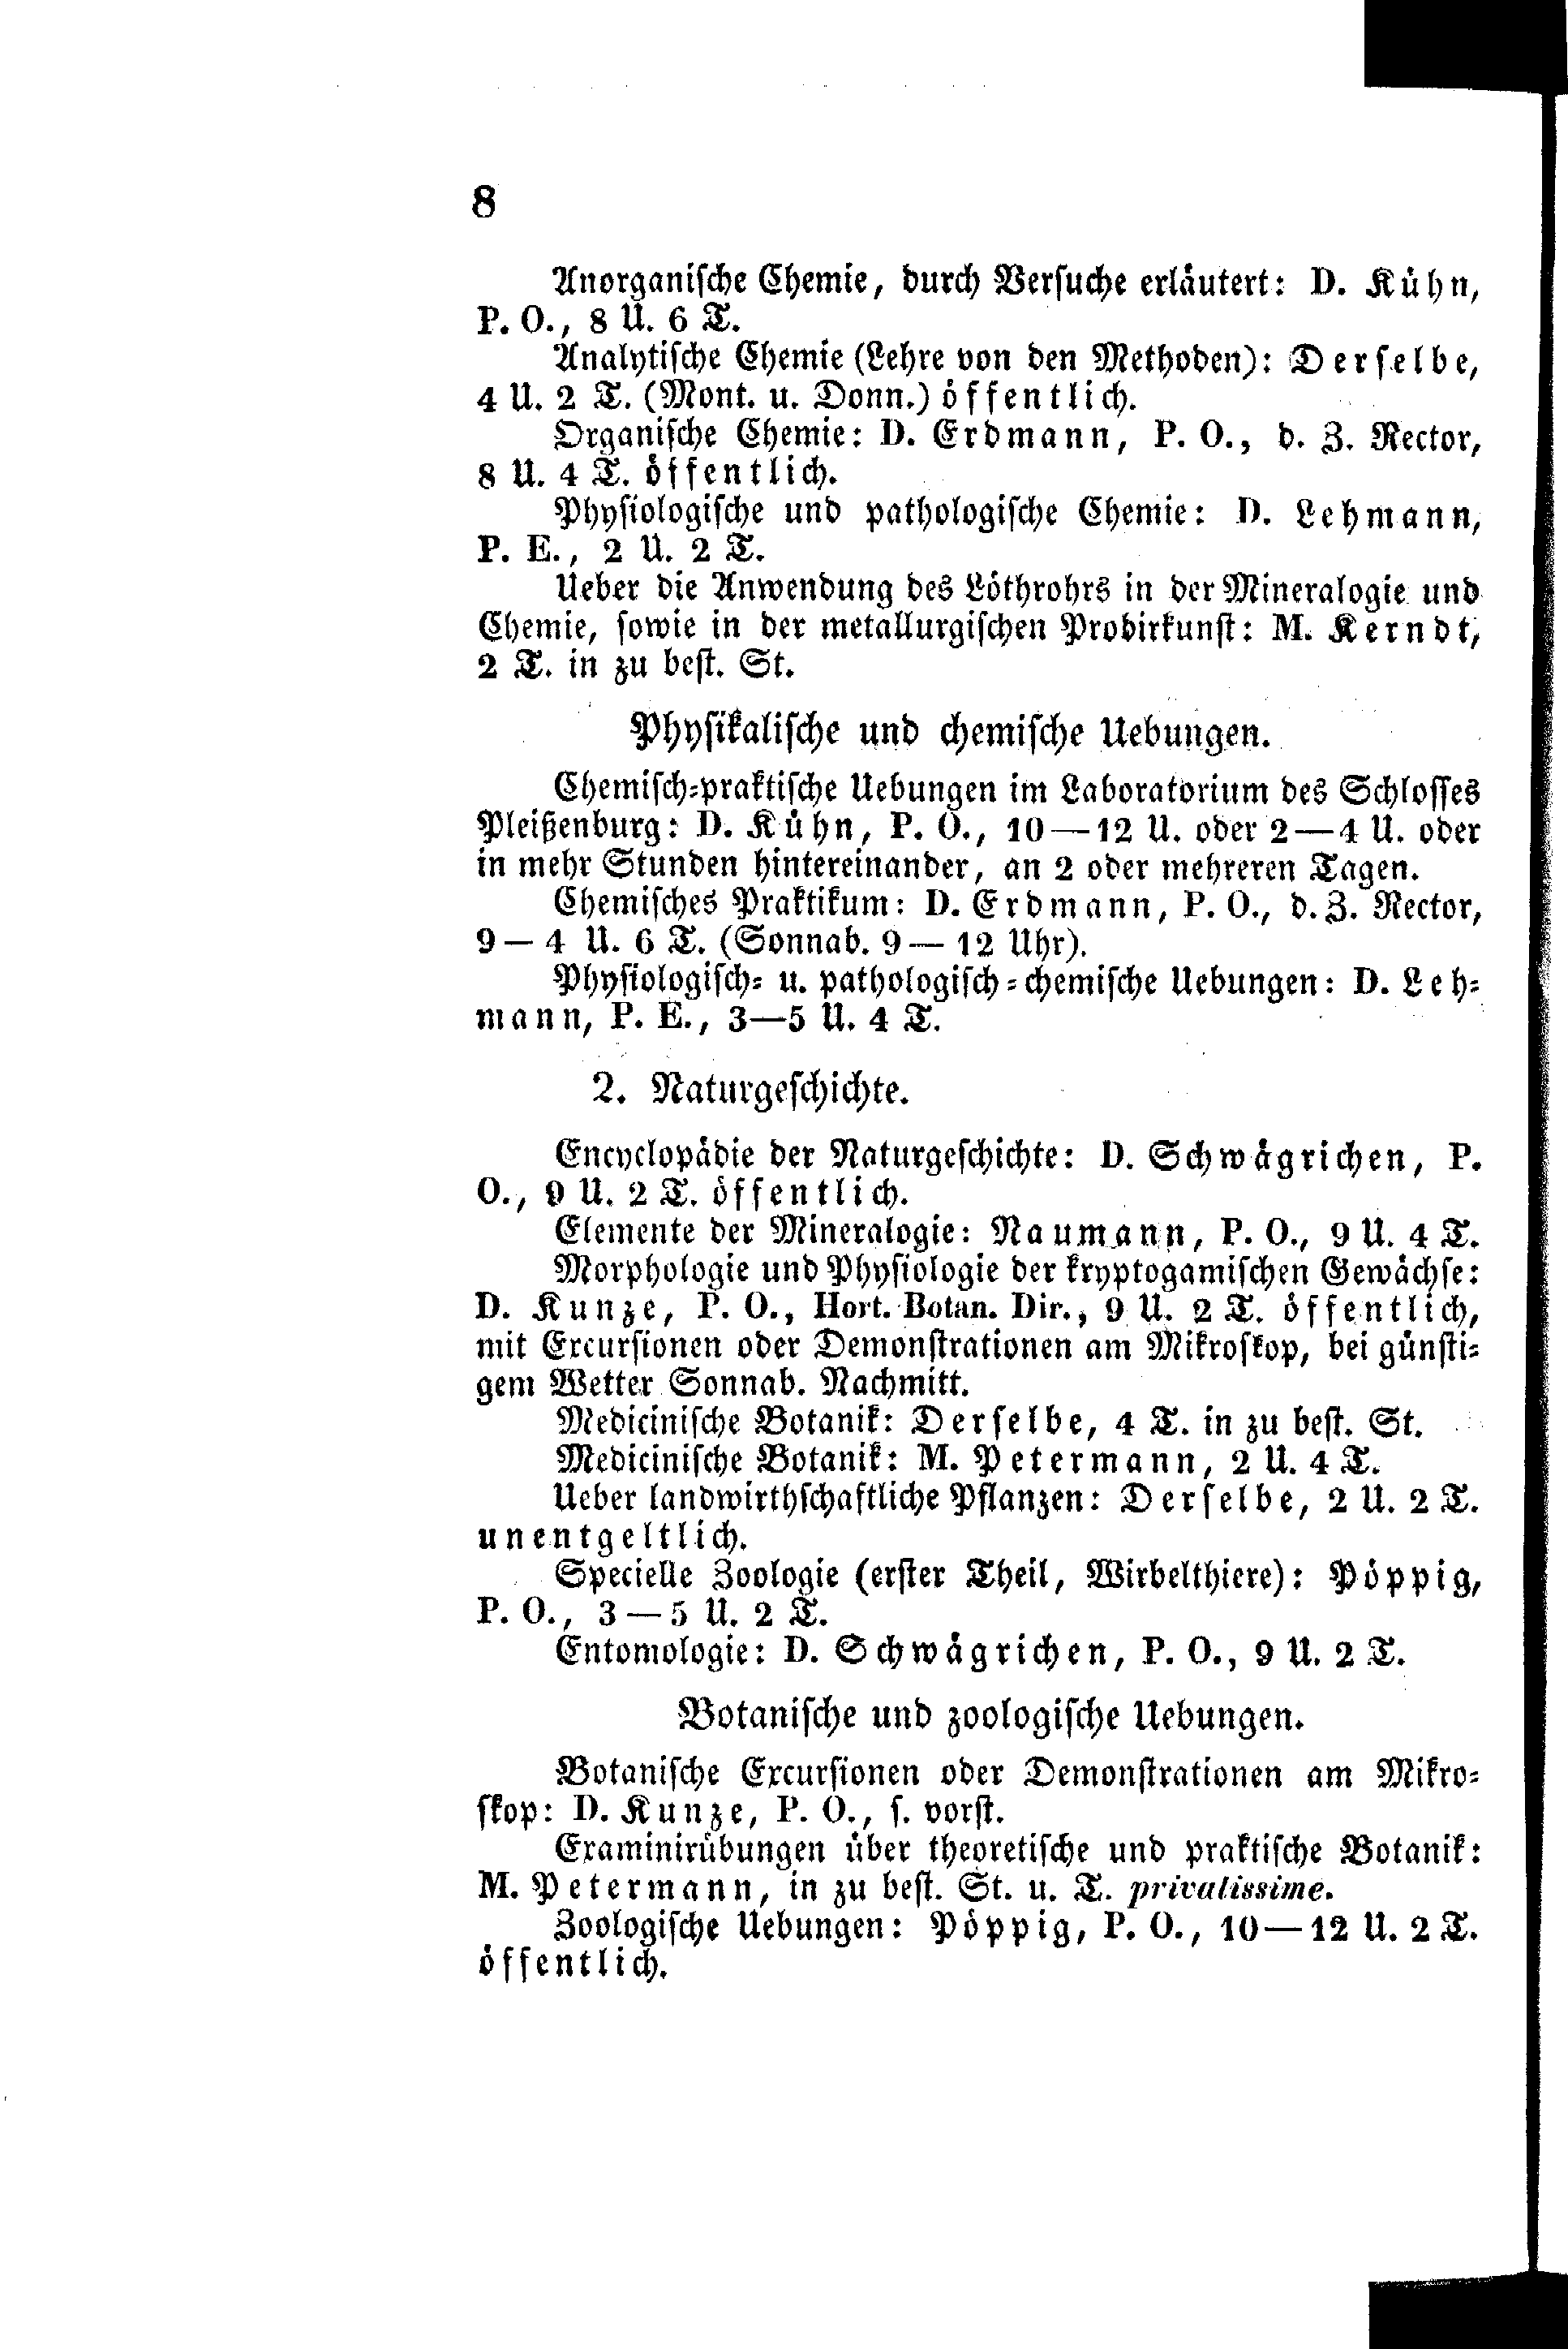 8
Anorganische Chemie, durch Versuche erläutert: D. Kühn,
P. O., 8 U. 6 T.
Analytische Chemie (Lehre von den Methoden): Derselbe,
4 U. 2 T. (Mont. u. Donn.) öffentlich.
Organische Chemie: D. Erdmann, P. O., d. Z. Rector,
8 U. 4 T. öffentlich.
Physiologische und pathologische Chemie: D. Lehmann,
P. E., 2 U. 2 T.
Ueber die Anwendung des Löthrohrs in der Mineralogie und
Chemie, sowie in der metallurgischen Probirkunst: M. Kerndt,
2 T. in zu best. St.
Physikalische und chemische Uebungen.
Chemisch-praktische Uebungen im Laboratorium des Schlosses
Pleißenburg: D. Kühn, P. O., 10—12 U. oder 2—4 U. oder
in mehr Stunden hintereinander, an 2 oder mehreren Tagen.
Chemisches Praktikum: D. Erdmann, P. O., d. Z. Rector,
9—4 U. 6 T. (Sonnab. 9—12 Uhr).
Physiologisch- u. pathologisch-chemische Uebungen: D. Leh-
mann, P. E., 3—5 U. 4 T.
2. Naturgeschichte.
Encyclopädie der Naturgeschichte: D. Schwägrichen, P.
O., 9 U. 2 T. öffentlich.
Elemente der Mineralogie: Naumann, P. O., 9 U. 4 T.
Morphologie und Physiologie der kryptogamischen Gewächse:
D. Kunze, P. O., Hort. Botan. Dir., 9 U. 2 T. öffentlich,
mit Excursionen oder Demonstrationen am Mikroskop, bei günsti-
gem Wetter Sonnab. Nachmitt.
Medicinische Botanik: Derselbe, 4 T. in zu best. St.
Medicinische Botanik: M. Petermann, 2 U. 4 T.
Ueber landwirthschaftliche Pflanzen: Derselbe, 2 U. 2 T.
unentgeltlich.
Specielle Zoologie (erster Theil, Wirbelthiere): Pöppig,
P. O., 3—5 U. 2 T.
Entomologie: D. Schwägrichen, P. O., 9 U. 2 T.
Botanische und zoologische Uebungen.
Botanische Excursionen oder Demonstrationen am Mikro-
skop: D. Kunze, P. O., s. vorst.
Examinirübungen über theoretische und praktische Botanik:
M. Petermann, in zu best. St. u. T. privatissime.
Zoologische Uebungen: Pöppig, P. O., 10—12 U. 2 T.
öffentlich.